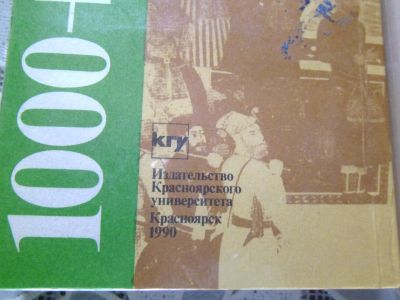 1000+
кгу
Издательство
Красноярского
университета
Красноярск
1990